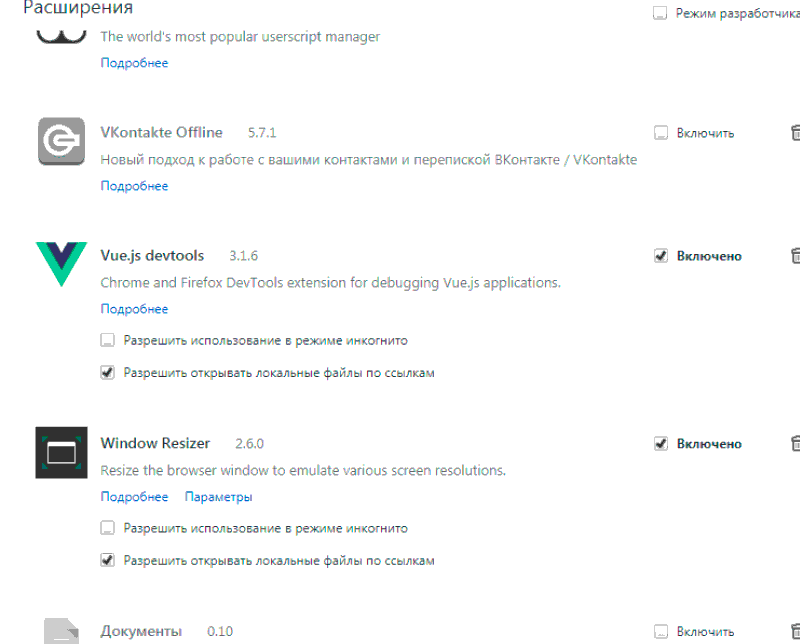 Расширения
Режим разработчика
The world's most popular userscript manager
Подробнее
VKontakte Offline 5.7.1
Включить
Новый подход к работе с вашими контактами и перепиской ВКонтакте / VKontakte
Подробнее
Vue.js devtools 3.1.6
Включено
Chrome and Firefox DevTools extension for debugging Vue.js applications.
Подробнее
Разрешить использование в режиме инкогнито
Разрешить открывать локальные файлы по ссылкам
Window Resizer 2.6.0
Включено
Resize the browser window to emulate various screen resolutions.
Подробнее Параметры
Разрешить использование в режиме инкогнито
Разрешить открывать локальные файлы по ссылкам
Документы 0.10
Включить